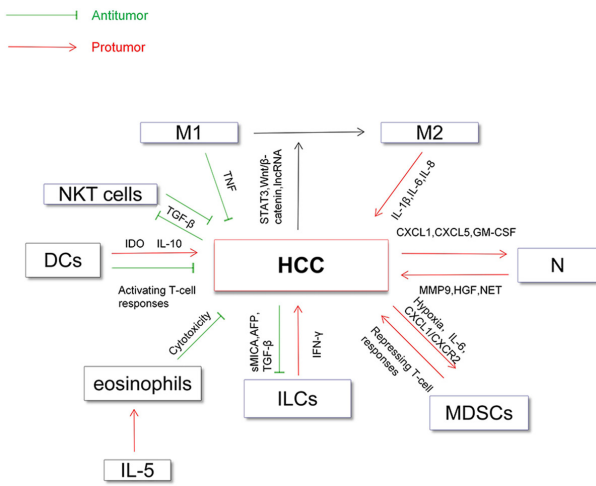 Antitumor
Protumor
M1
M2
TNF
STAT3,Wnt/β-
catenin,lncRNA
IL-1β,IL-6,IL-8
NKT cells
TGF-β
CXCL1,CXCL5,GM-CSF
IDO IL-10
DCs
HCC
N
Activating T-cell
responses
MMP9,HGF,NET
Cytotoxicity
sMICA,AFP,
TGF-β
IFN-γ
Hypoxia, IL-6,
CXCL1/CXCR2
Repressing T-cell
responses
eosinophils
ILCs
MDSCs
IL-5